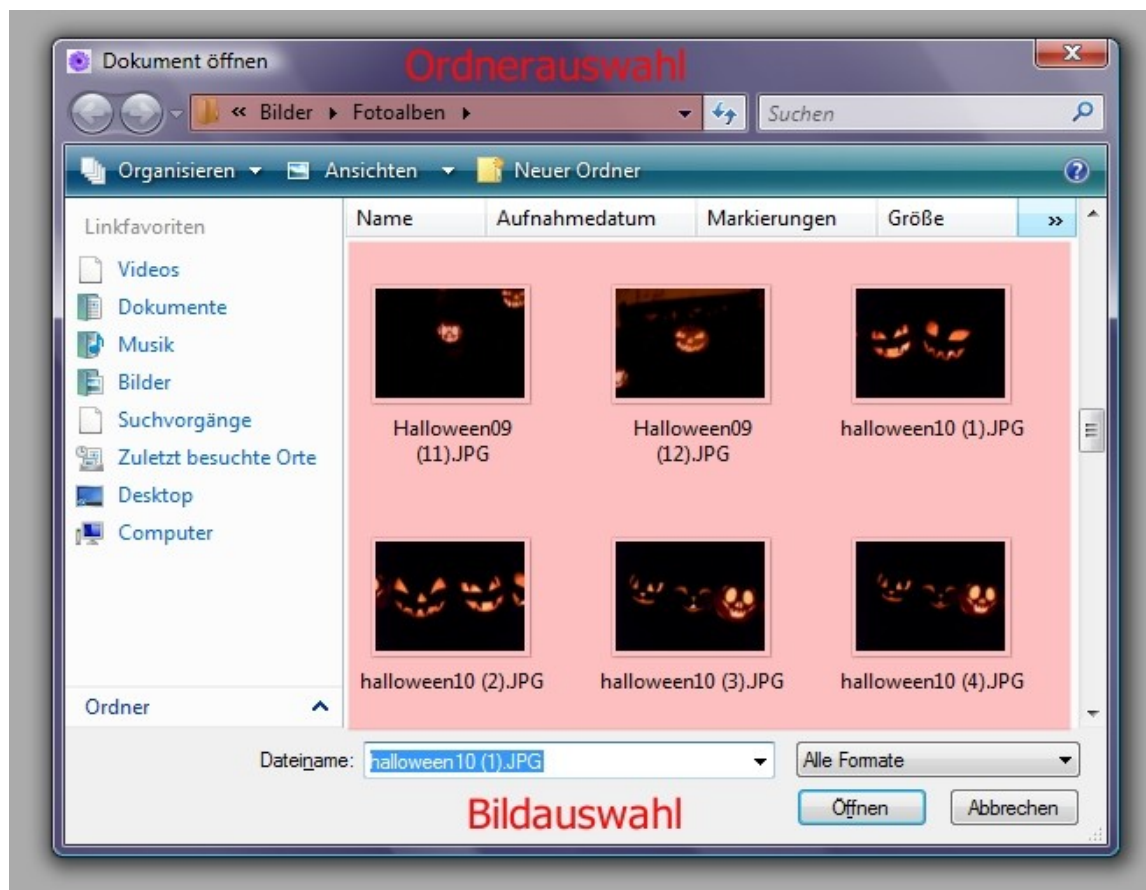 Dokument öffnen
Ordnerauswahl
« Bilder Fotoalben
Suchen
Organisieren Ansichten Neuer Ordner ?
Linkfavoriten
Name Aufnahmedatum Markierungen Größe »
Videos
Dokumente
Musik
Bilder
Suchvorgänge
Zuletzt besuchte Orte
Desktop
Computer
Halloween09
(11).JPG
Halloween09
(12).JPG
halloween10 (1).JPG
halloween10 (2).JPG
halloween10 (3).JPG
halloween10 (4).JPG
Ordner
Dateiname: halloween10 (1).JPG Alle Formate
Bildauswahl
Öffnen Abbrechen